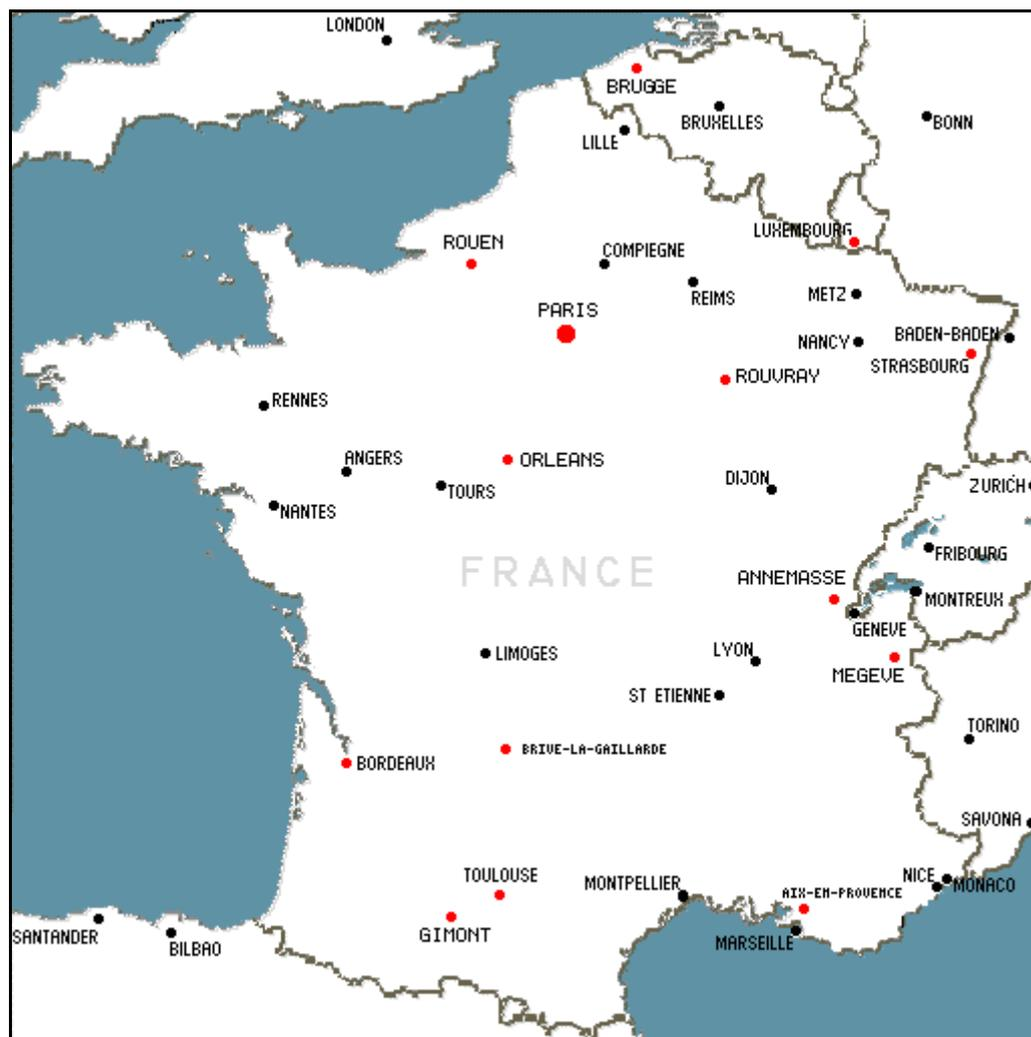 LONDON
BRUGGE
BRUXELLES
BONN
LILLE
LUXEMBOURG
ROUEN
COMPIEGNE
REIMS
METZ
PARIS
NANCY
BADEN-BADEN
STRASBOURG
ROUVRAY
RENNES
ANGERS
ORLEANS
TOURS
DIJON
ZURICH
NANTES
FRIBOURG
FRANCE
ANNEMASSE
MONTREUX
GENEVE
LIMOGES
LYON
MEGEVE
ST ETIENNE
TORINO
BRIVE-LA-GAILLARDE
BORDEAUX
SAVONA
TOULOUSE
MONTPELLIER
NICE
MONACO
AIX-EM-PROVENCE
GIMONT
SANTANDER
BILBAO
MARSEILLE